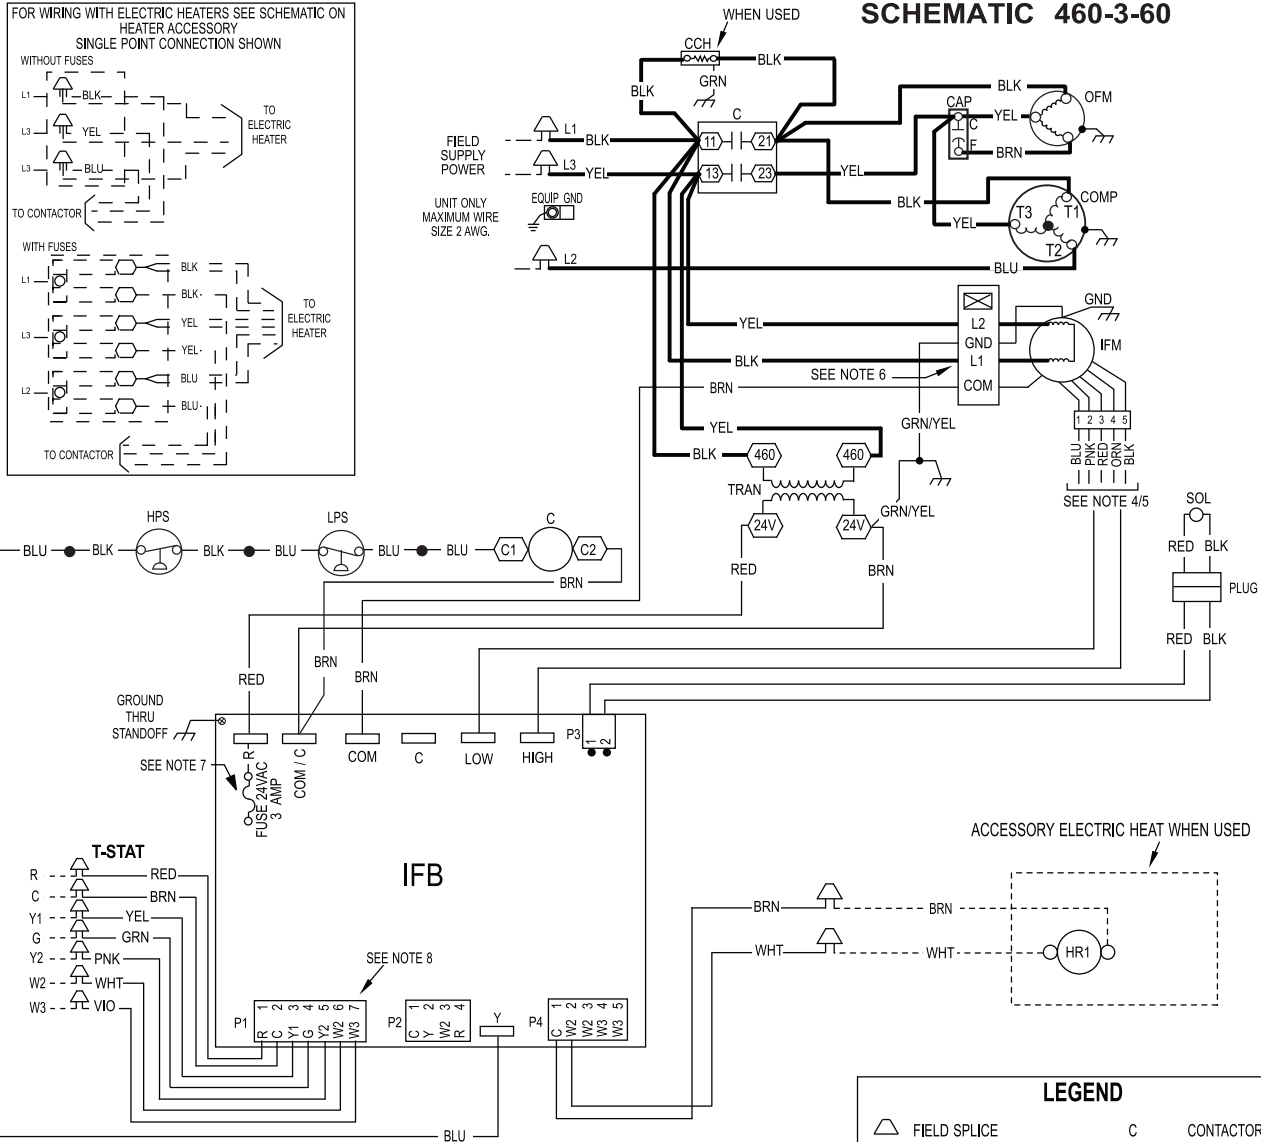 SCHEMATIC 460-3-60
FOR WIRING WITH ELECTRIC HEATERS SEE SCHEMATIC ON
HEATER ACCESSORY
SINGLE POINT CONNECTION SHOWN
WITHOUT FUSES
L1
BLK
L3
YEL
L3
BLU
TO
ELECTRIC
HEATER
TO CONTACTOR
WITH FUSES
L1
BLK
BLK
L3
YEL
YEL
L2
BLU
BLU
TO
ELECTRIC
HEATER
TO CONTACTOR
WHEN USED
CCH
BLK
GRN
BLK
FIELD
SUPPLY
POWER
L1
BLK
L3
YEL
C
11
21
13
23
UNIT ONLY
MAXIMUM WIRE
SIZE 2 AWG.
EQUIP GND
L2
BLK
OFM
CAP
C
YEL
F
BRN
YEL
BLK
COMP
T3
T1
T2
YEL
BLU
YEL
L2
GND
L1
COM
GND
IFM
BLK
SEE NOTE 6
BRN
GRN/YEL
1 2 3 4 5
BLU
PNK
RED
ORN
BLK
SEE NOTE 4/5
YEL
BLK
460
460
TRAN
24V
24V
GRN/YEL
RED
BRN
SOL
RED
BLK
PLUG
RED
BLK
HPS
LPS
C
BLU
BLK
BLK
BLU
BLU
BLU
C1
C2
BRN
RED
BRN
BRN
GROUND
THRU
STANDOFF
SEE NOTE 7
R
FUSE 24VAC
3 AMP
COM / C
COM
C
LOW
HIGH
P3
1
2
IFB
T-STAT
R
RED
C
BRN
Y1
YEL
G
GRN
Y2
PNK
W2
WHT
W3
VIO
SEE NOTE 8
P1
1 2 3 4 5 6 7
R C Y1 G Y2 W2 W3
P2
1 2 3 4
C Y W2 R
Y
P4
1 2 3 4 5
C W2 W2 W3 W3
BLU
ACCESSORY ELECTRIC HEAT WHEN USED
BRN
BRN
WHT
WHT
HR1
LEGEND
FIELD SPLICE
C CONTACTOR